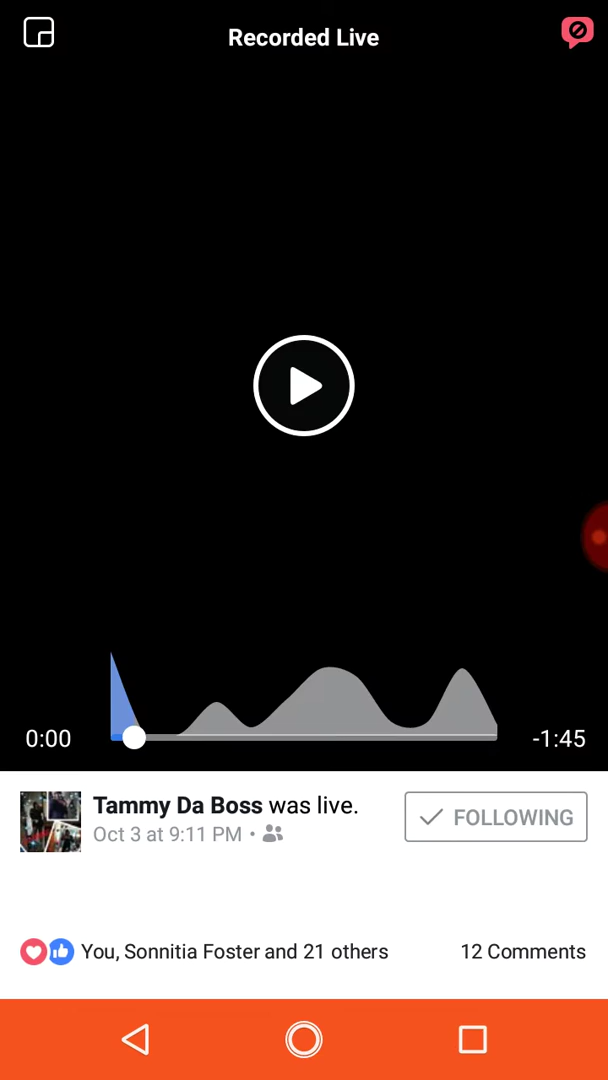 Recorded Live
0:00
-1:45
Tammy Da Boss was live.
FOLLOWING
Oct 3 at 9:11 PM •
You, Sonnitia Foster and 21 others
12 Comments